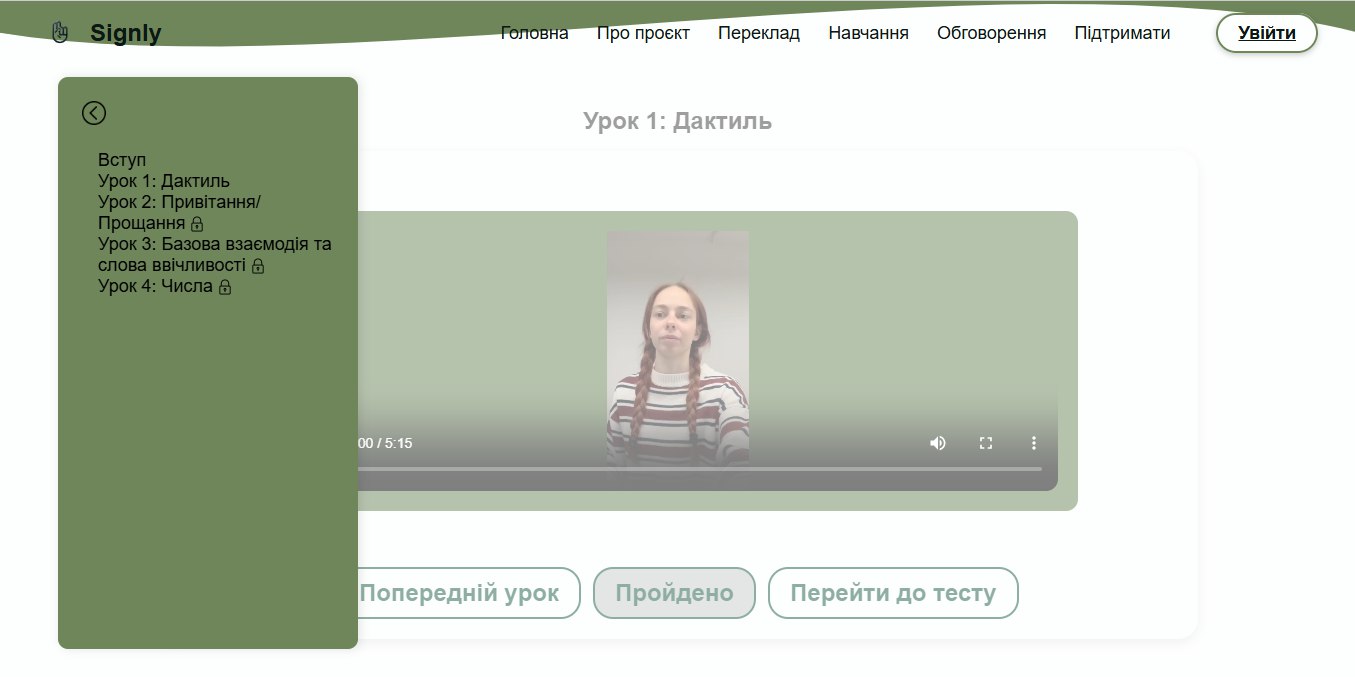 Signly
Головна
Про проєкт
Переклад
Навчання
Обговорення
Підтримати
Увійти
Вступ
Урок 1: Дактиль
Урок 2: Привітання/
Прощання
Урок 3: Базова взаємодія та
слова ввічливості
Урок 4: Числа
Урок 1: Дактиль
00 / 5:15
Попередній урок
Пройдено
Перейти до тесту